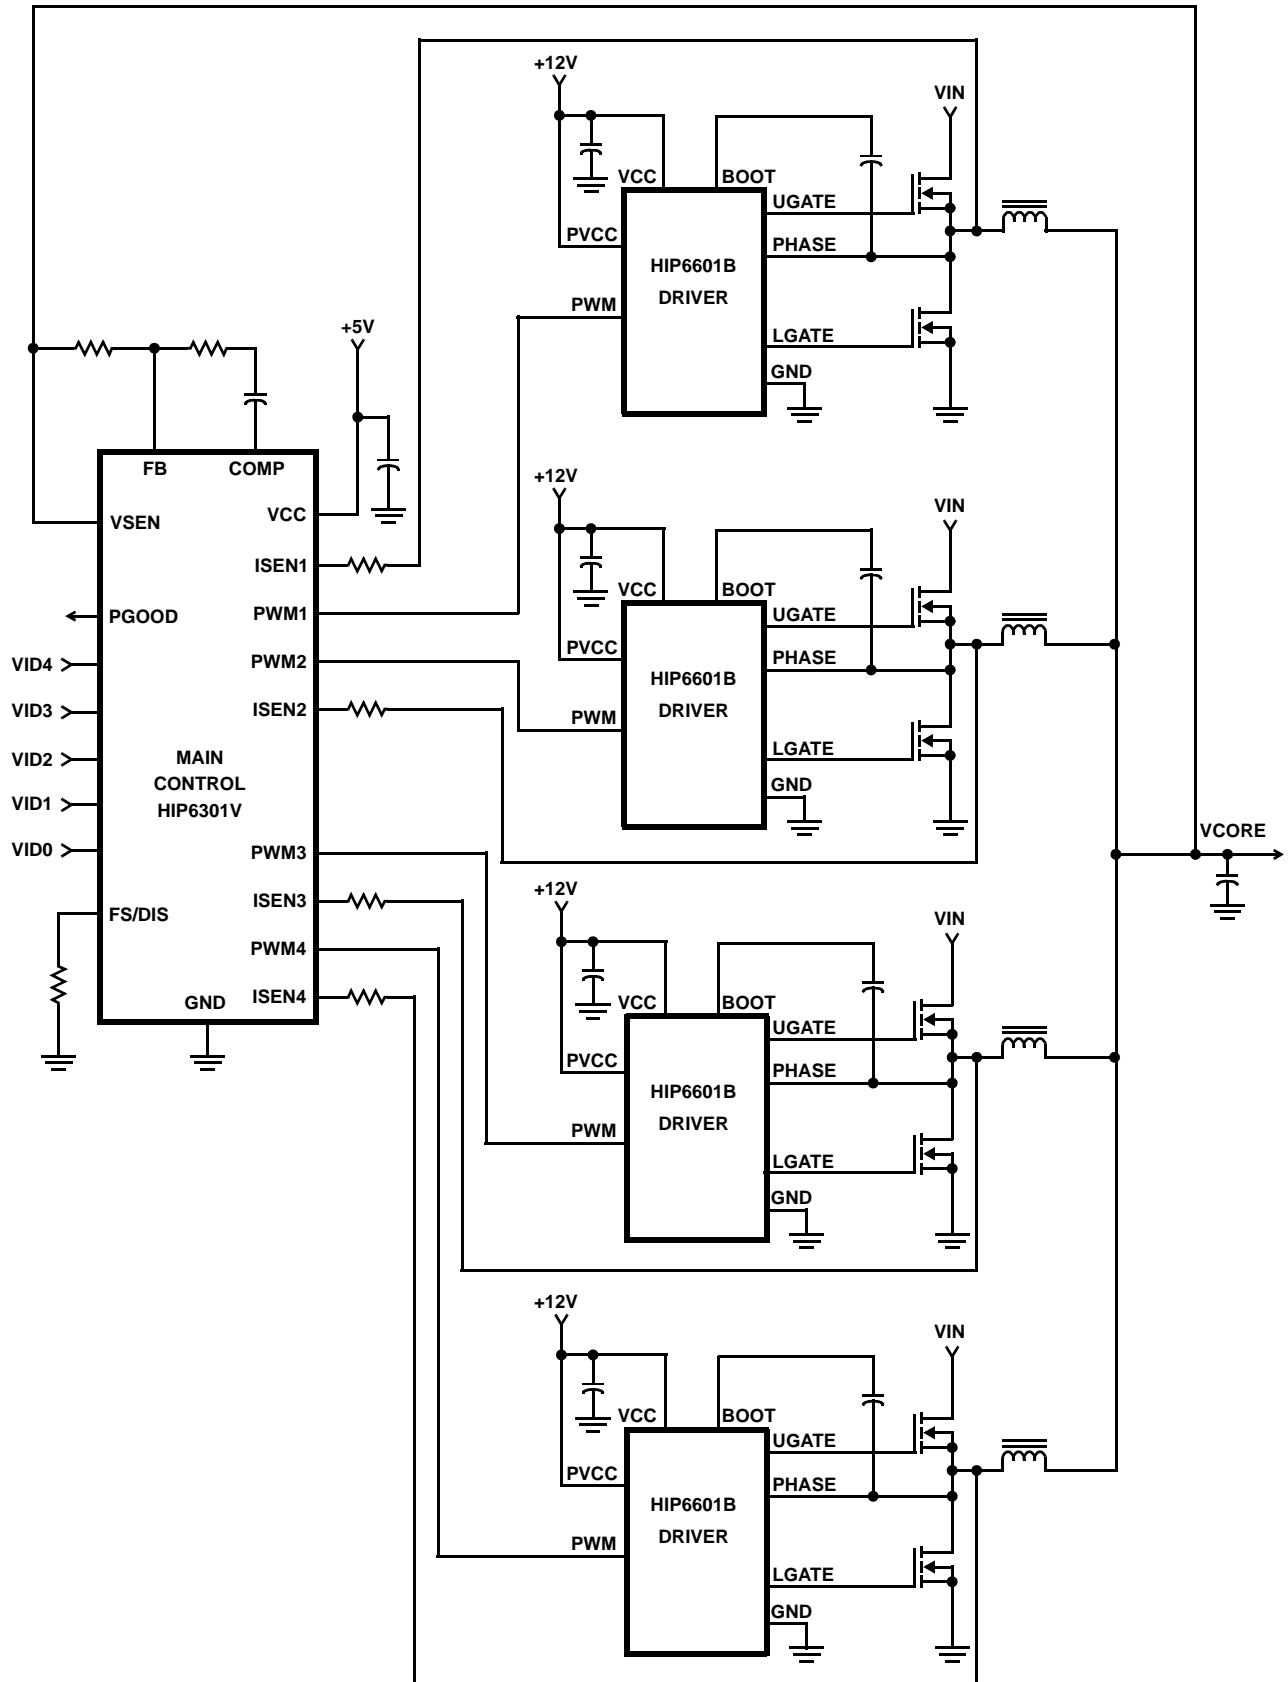 +12V
VIN
VCC
BOOT
UGATE
PVCC
PHASE
HIP6601B
DRIVER
PWM
LGATE
GND
+5V
FB
COMP
VSEN
VCC
ISEN1
PGOOD
PWM1
VID4
PWM2
VID3
ISEN2
VID2
MAIN
CONTROL
HIP6301V
VID1
VID0
PWM3
ISEN3
FS/DIS
PWM4
ISEN4
GND
+12V
VIN
VCC
BOOT
UGATE
PVCC
PHASE
HIP6601B
DRIVER
PWM
LGATE
GND
VCORE
+12V
VIN
VCC
BOOT
UGATE
PVCC
PHASE
HIP6601B
DRIVER
PWM
LGATE
GND
+12V
VIN
VCC
BOOT
UGATE
PVCC
PHASE
HIP6601B
DRIVER
PWM
LGATE
GND